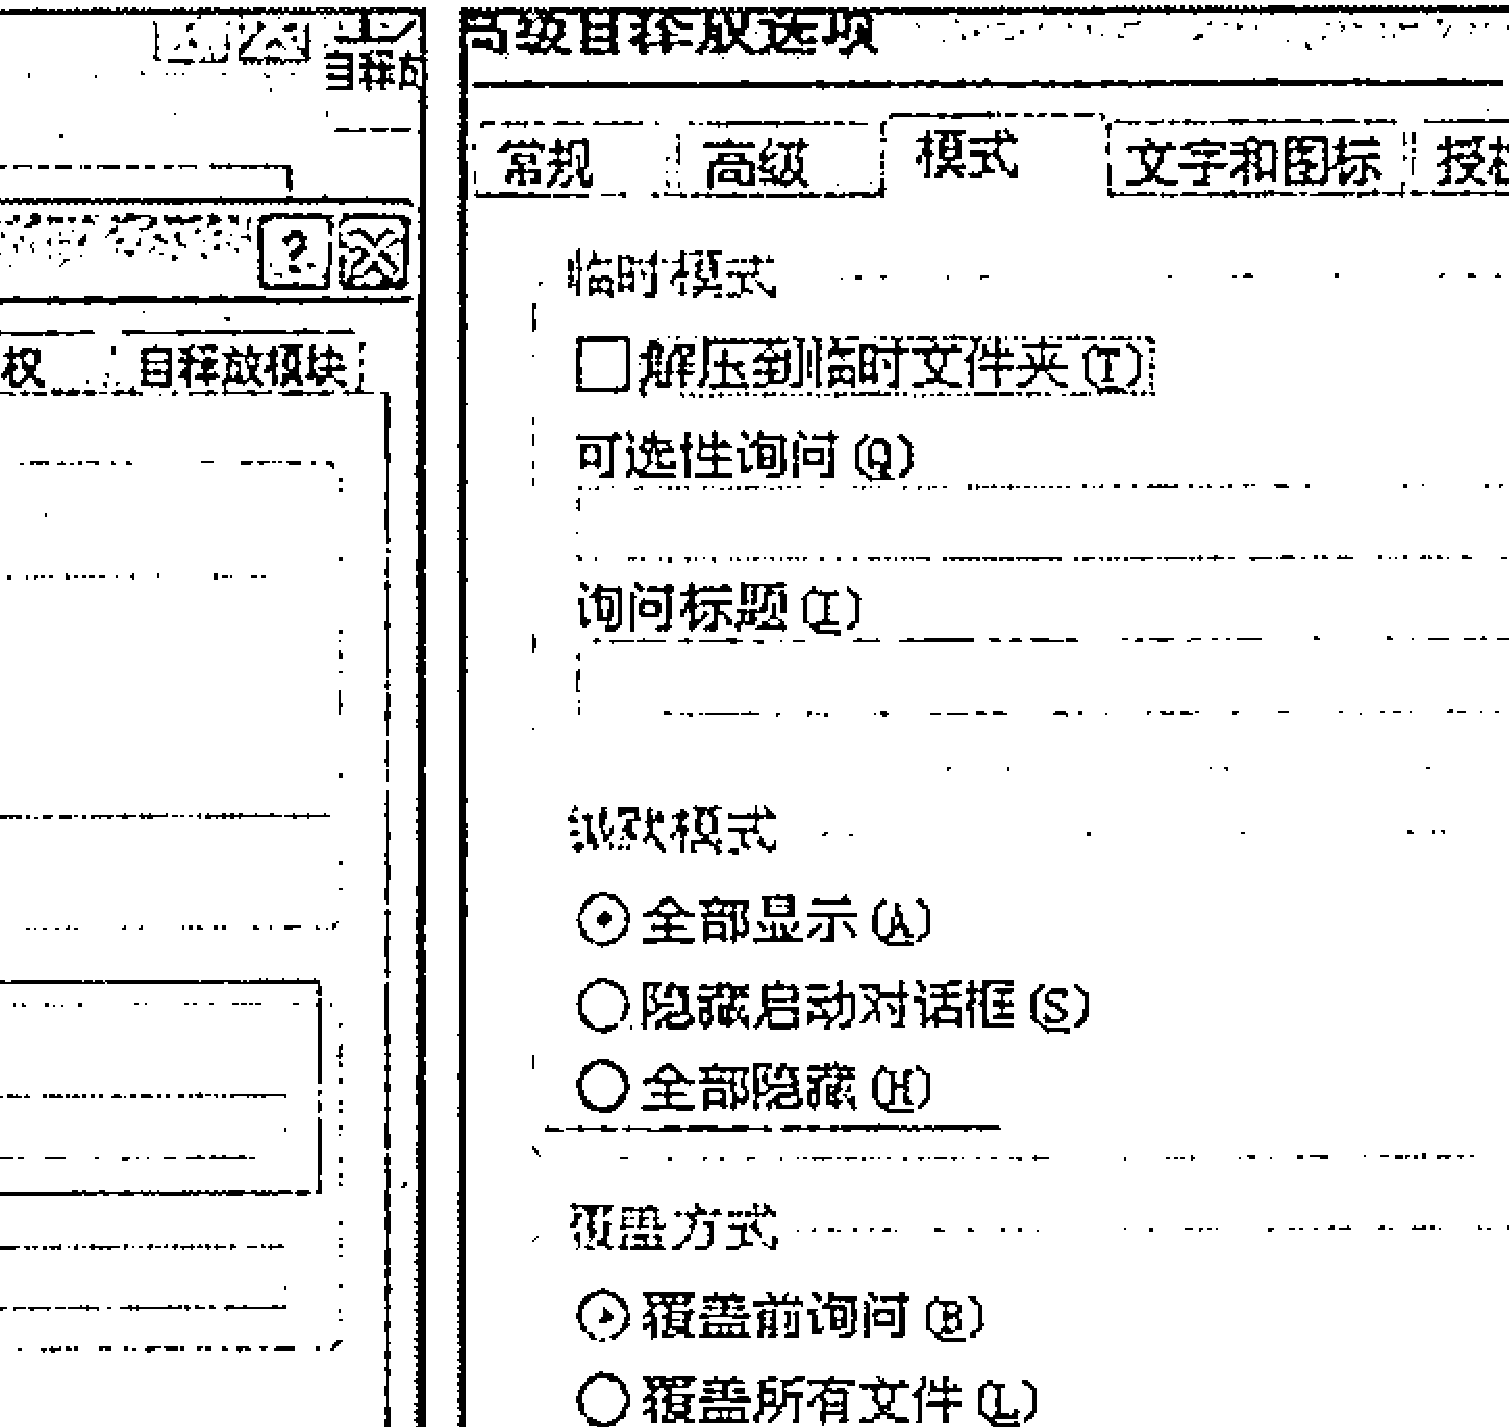 自释放
权 自释放模块
高级自释放选项
常规 高级 模式 文字和图标 授权
临时模式
解压到临时文件夹(T)
可选性询问(Q)
询问标题(I)
缄默模式
全部显示(A)
隐藏启动对话框(S)
全部隐藏(H)
覆盖方式
覆盖前询问(B)
覆盖所有文件(L)